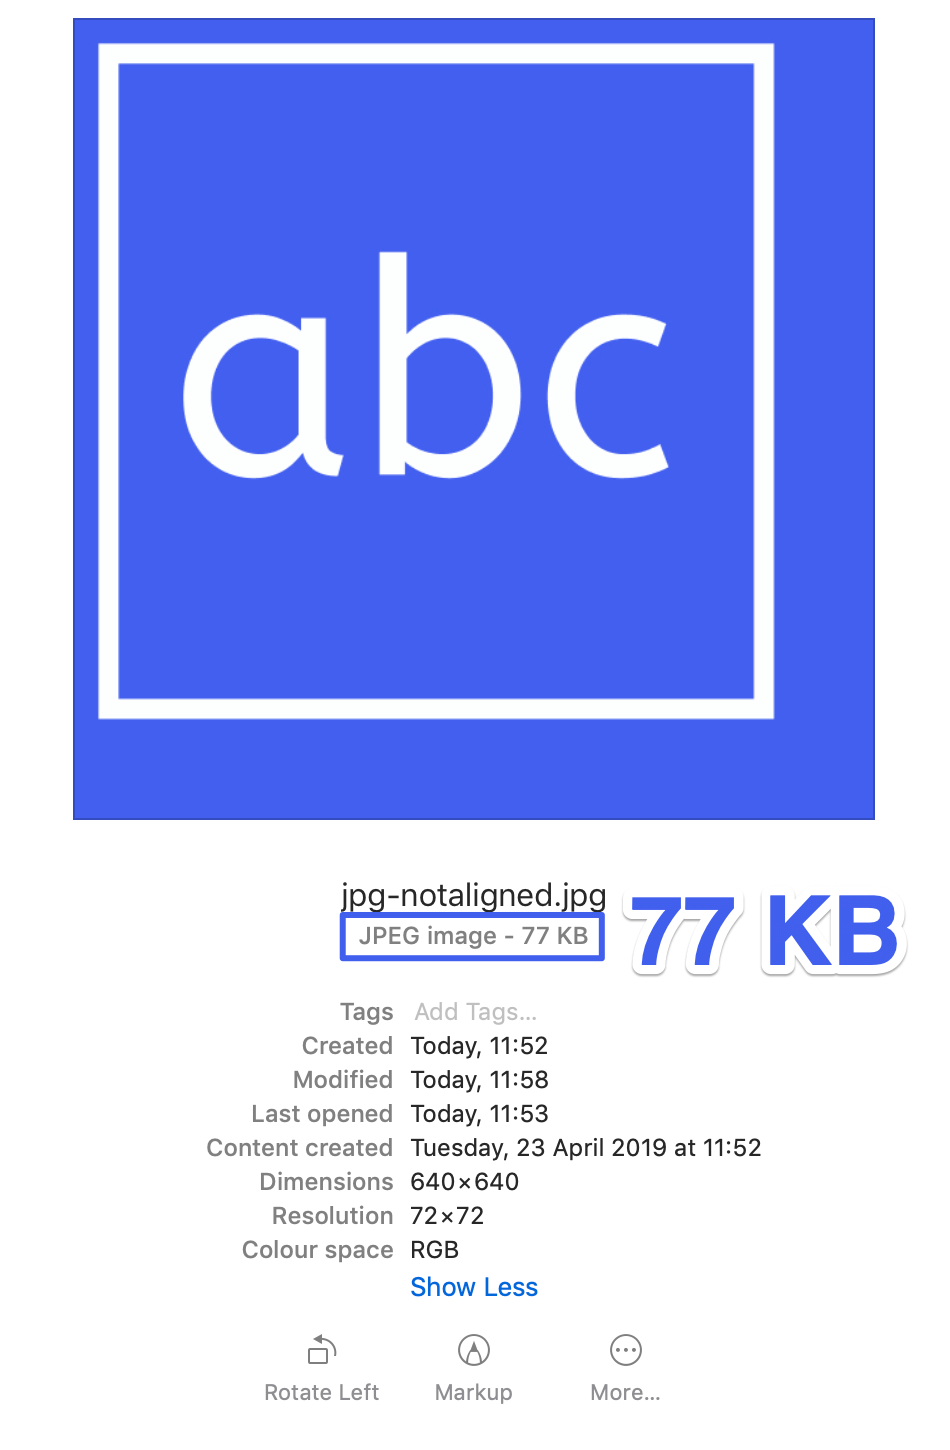 abc
jpg-notaligned.jpg
JPEG image - 77 KB
77 KB
Tags Add Tags...
Created Today, 11:52
Modified Today, 11:58
Last opened Today, 11:53
Content created Tuesday, 23 April 2019 at 11:52
Dimensions 640×640
Resolution 72×72
Colour space RGB
Show Less
Rotate Left Markup More...